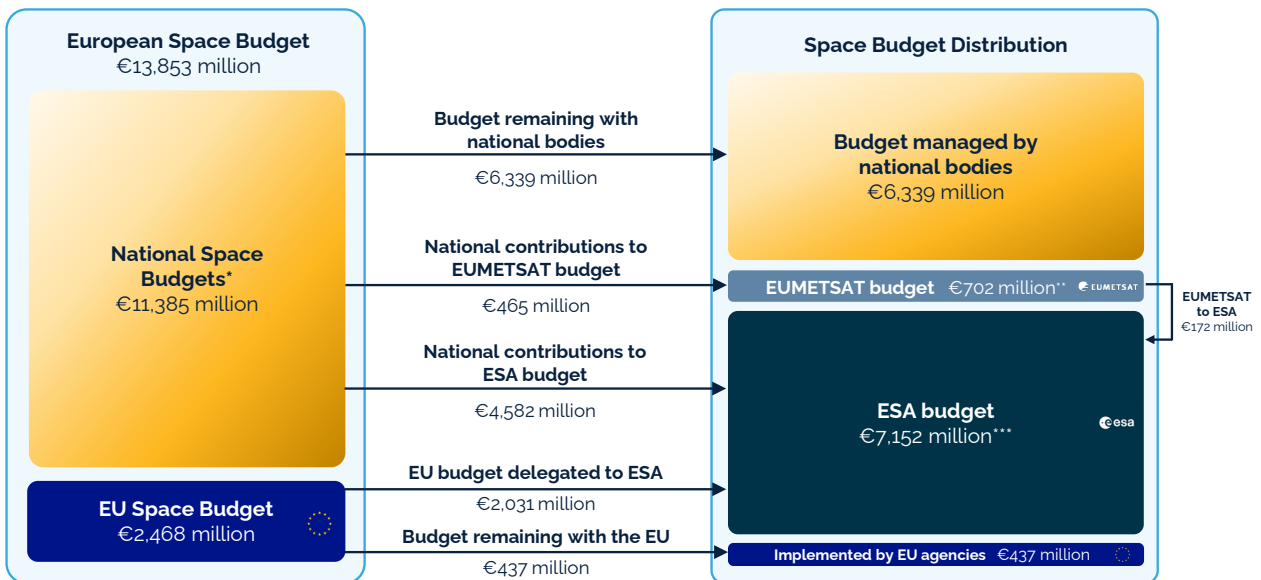 European Space Budget
€13,853 million
National Space
Budgets*
€11,385 million
EU Space Budget
€2,468 million
Budget remaining with
national bodies
€6,339 million
National contributions to
EUMETSAT budget
€465 million
National contributions to
ESA budget
€4,582 million
EU budget delegated to ESA
€2,031 million
Budget remaining with the EU
€437 million
Space Budget Distribution
Budget managed by
national bodies
€6,339 million
EUMETSAT budget €702 million** EUMETSAT
ESA budget
€7,152 million***
esa
Implemented by EU agencies €437 million
EUMETSAT
to ESA
€172 million